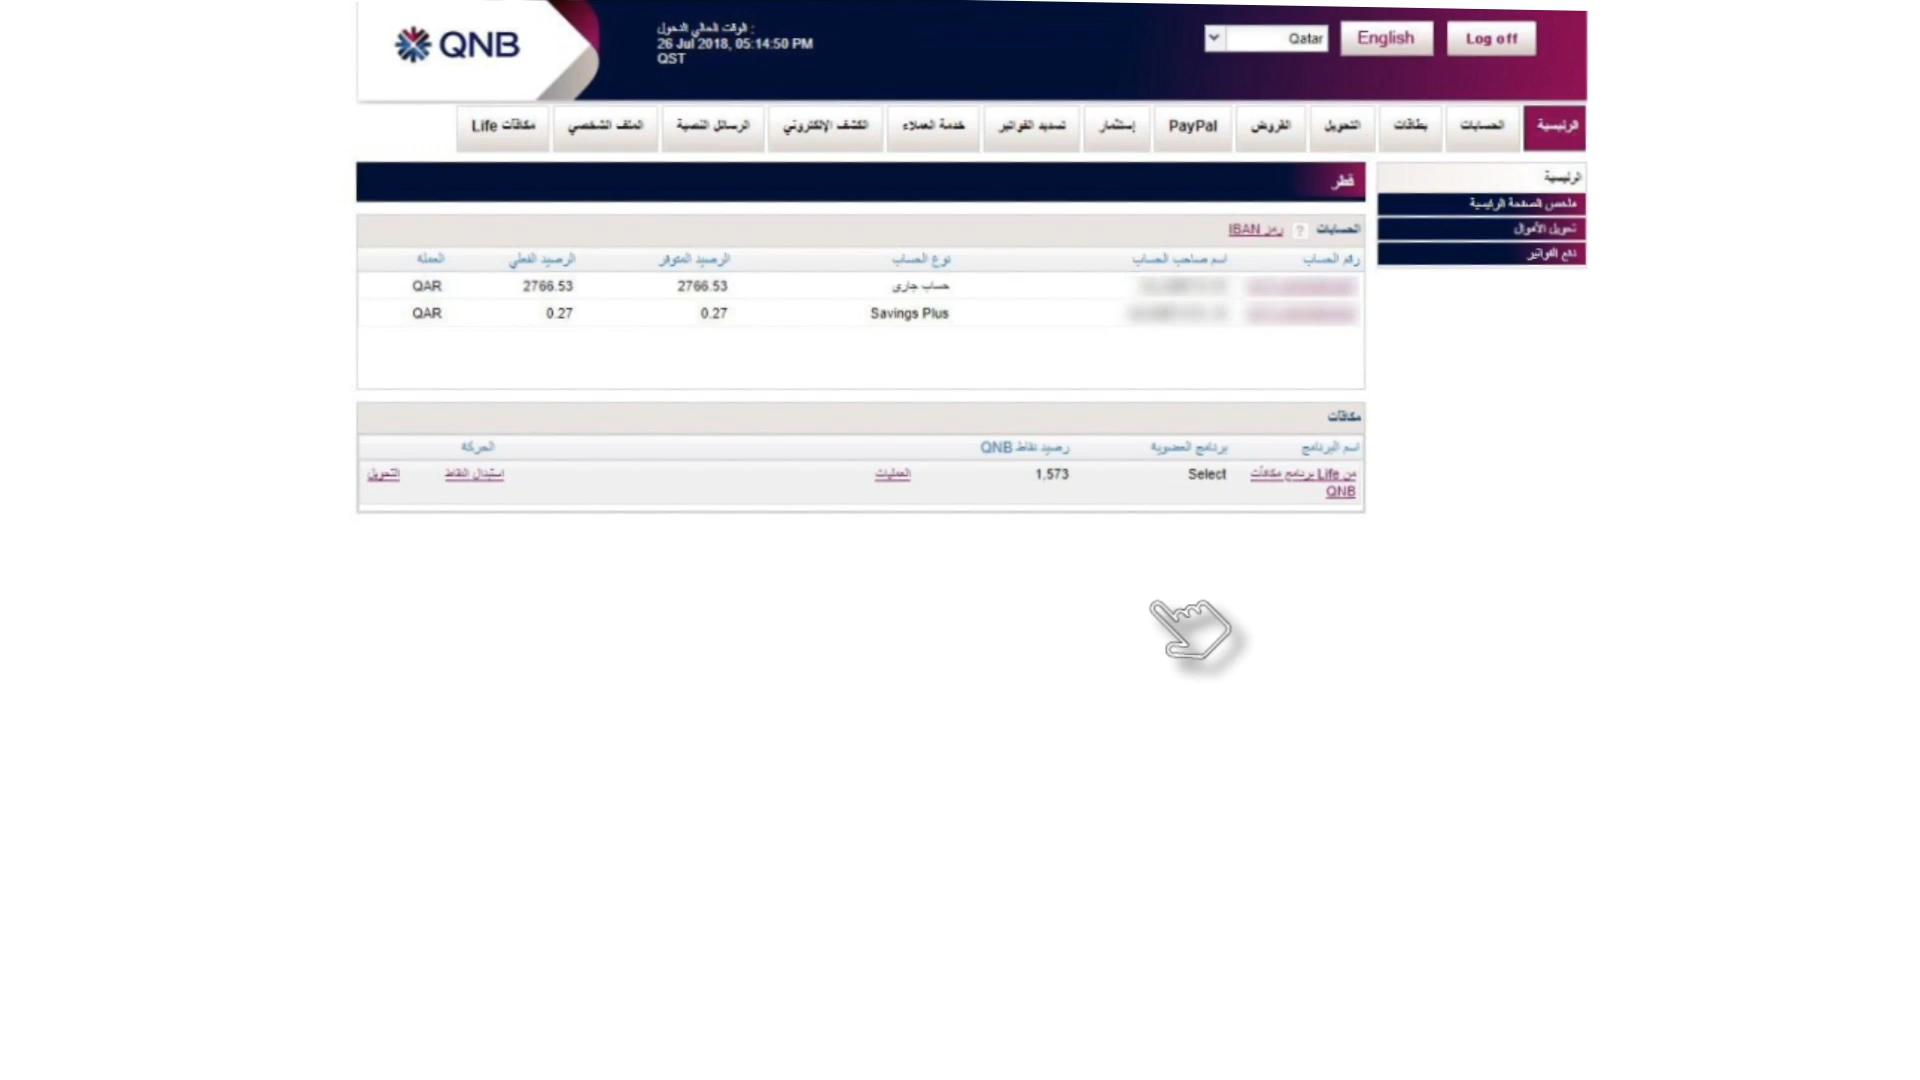 QNB
الوقت الحالي للدخول :
26 Jul 2018, 05:14:50 PM
QST
Qatar
English
Log off
الرئيسية
الحسابات
بطاقات
التحويل
القروض
PayPal
إستثمار
تسديد الفواتير
خدمة العملاء
الكشف الإلكتروني
الرسائل النصية
الملف الشخصي
مكافآت Life
الرئيسية
ملخص الصفحة الرئيسية
تحويل الأموال
دفع الفواتير
قطر
الحسابات ? رمز IBAN
رقم الحساب اسم صاحب الحساب نوع الحساب الرصيد المتوفر الرصيد الفعلي العملة
حساب جاري 2766.53 2766.53 QAR
Savings Plus 0.27 0.27 QAR
مكافآت
اسم البرنامج برنامج العضوية رصيد نقاط QNB الحركة
برنامج مكافآت Life من Select 1,573 العمليات استبدال النقاط التحويل
QNB